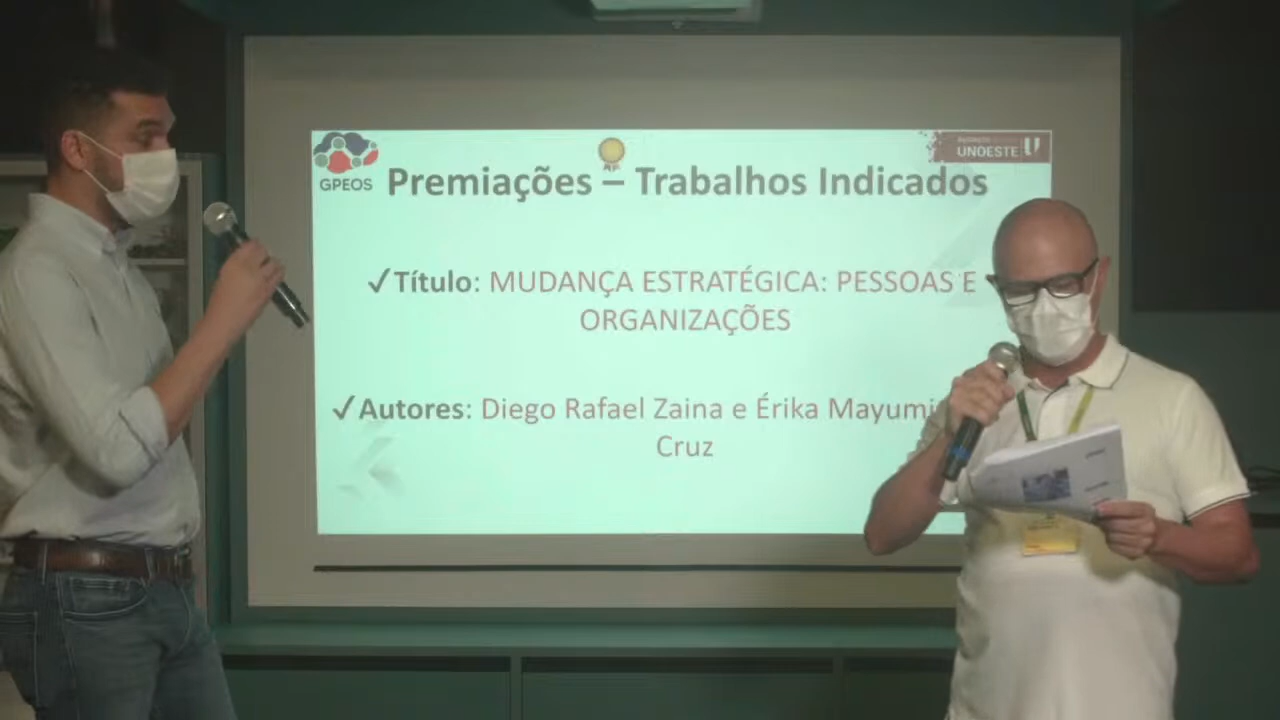 GPEOS
UNOESTE
Premiações – Trabalhos Indicados
✓Título: MUDANÇA ESTRATÉGICA: PESSOAS E
ORGANIZAÇÕES
✓Autores: Diego Rafael Zaina e Érika Mayumi
Cruz